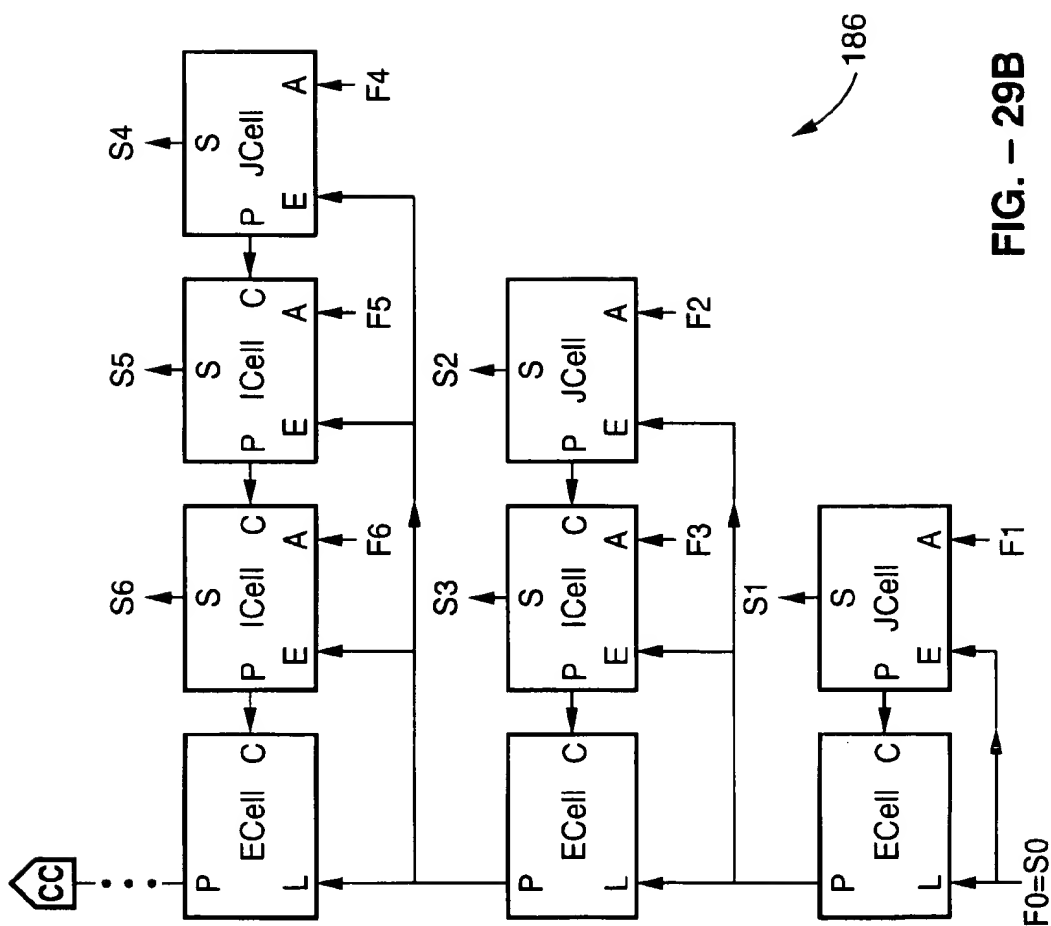 CC
S6
S5
S4
P
ECell
C
L
S
P
ICell
C
E
A
S
P
ICell
C
E
A
S
P
JCell
E
A
F6
F5
F4
S3
S2
P
ECell
C
L
S
P
ICell
C
E
A
S
P
JCell
E
A
F3
F2
S1
P
ECell
C
L
S
P
JCell
E
A
F0=S0
F1
186
FIG. – 29B